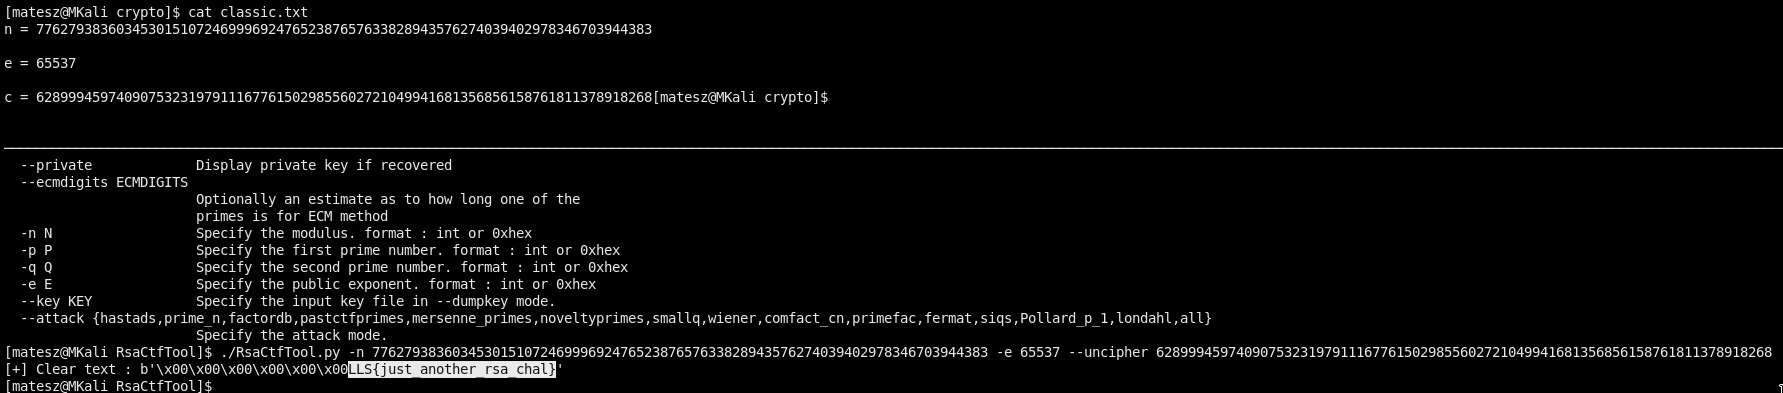 [matesz@MKali crypto]$ cat classic.txt
n = 77627938360345301510724699969247652387657633828943576274039402978346703944383

e = 65537

c = 62899945974090753231979111677615029855602721049941681356856158761811378918268[matesz@MKali crypto]$

  --private             Display private key if recovered
  --ecmdigits ECMDIGITS
                        Optionally an estimate as to how long one of the
                        primes is for ECM method
  -n N                  Specify the modulus. format : int or 0xhex
  -p P                  Specify the first prime number. format : int or 0xhex
  -q Q                  Specify the second prime number. format : int or 0xhex
  -e E                  Specify the public exponent. format : int or 0xhex
  --key KEY             Specify the input key file in --dumpkey mode.
  --attack {hastads,prime_n,factordb,pastctfprimes,mersenne_primes,noveltyprimes,smallq,wiener,comfact_cn,primefac,fermat,siqs,Pollard_p_1,londahl,all}
                        Specify the attack mode.
[matesz@MKali RsaCtfTool]$ ./RsaCtfTool.py -n 77627938360345301510724699969247652387657633828943576274039402978346703944383 -e 65537 --uncipher 62899945974090753231979111677615029855602721049941681356856158761811378918268
[+] Clear text : b'\x00\x00\x00\x00\x00\x00LLS{just_another_rsa_chal}'
[matesz@MKali RsaCtfTool]$